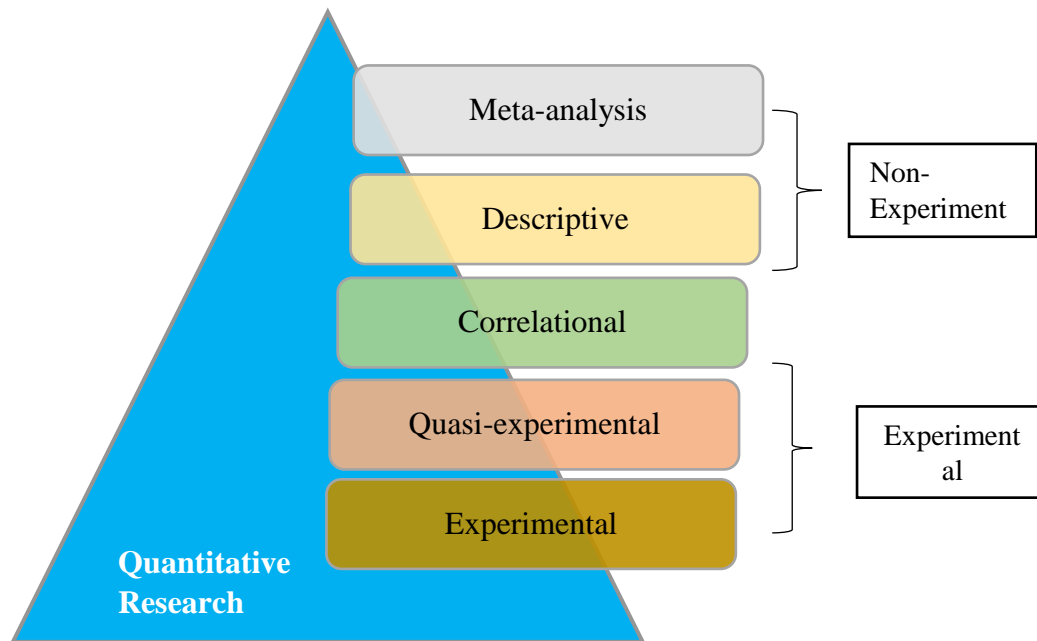 Meta-analysis
Descriptive
Correlational
Quasi-experimental
Experimental
Non-
Experiment
Experiment
al
Quantitative
Research